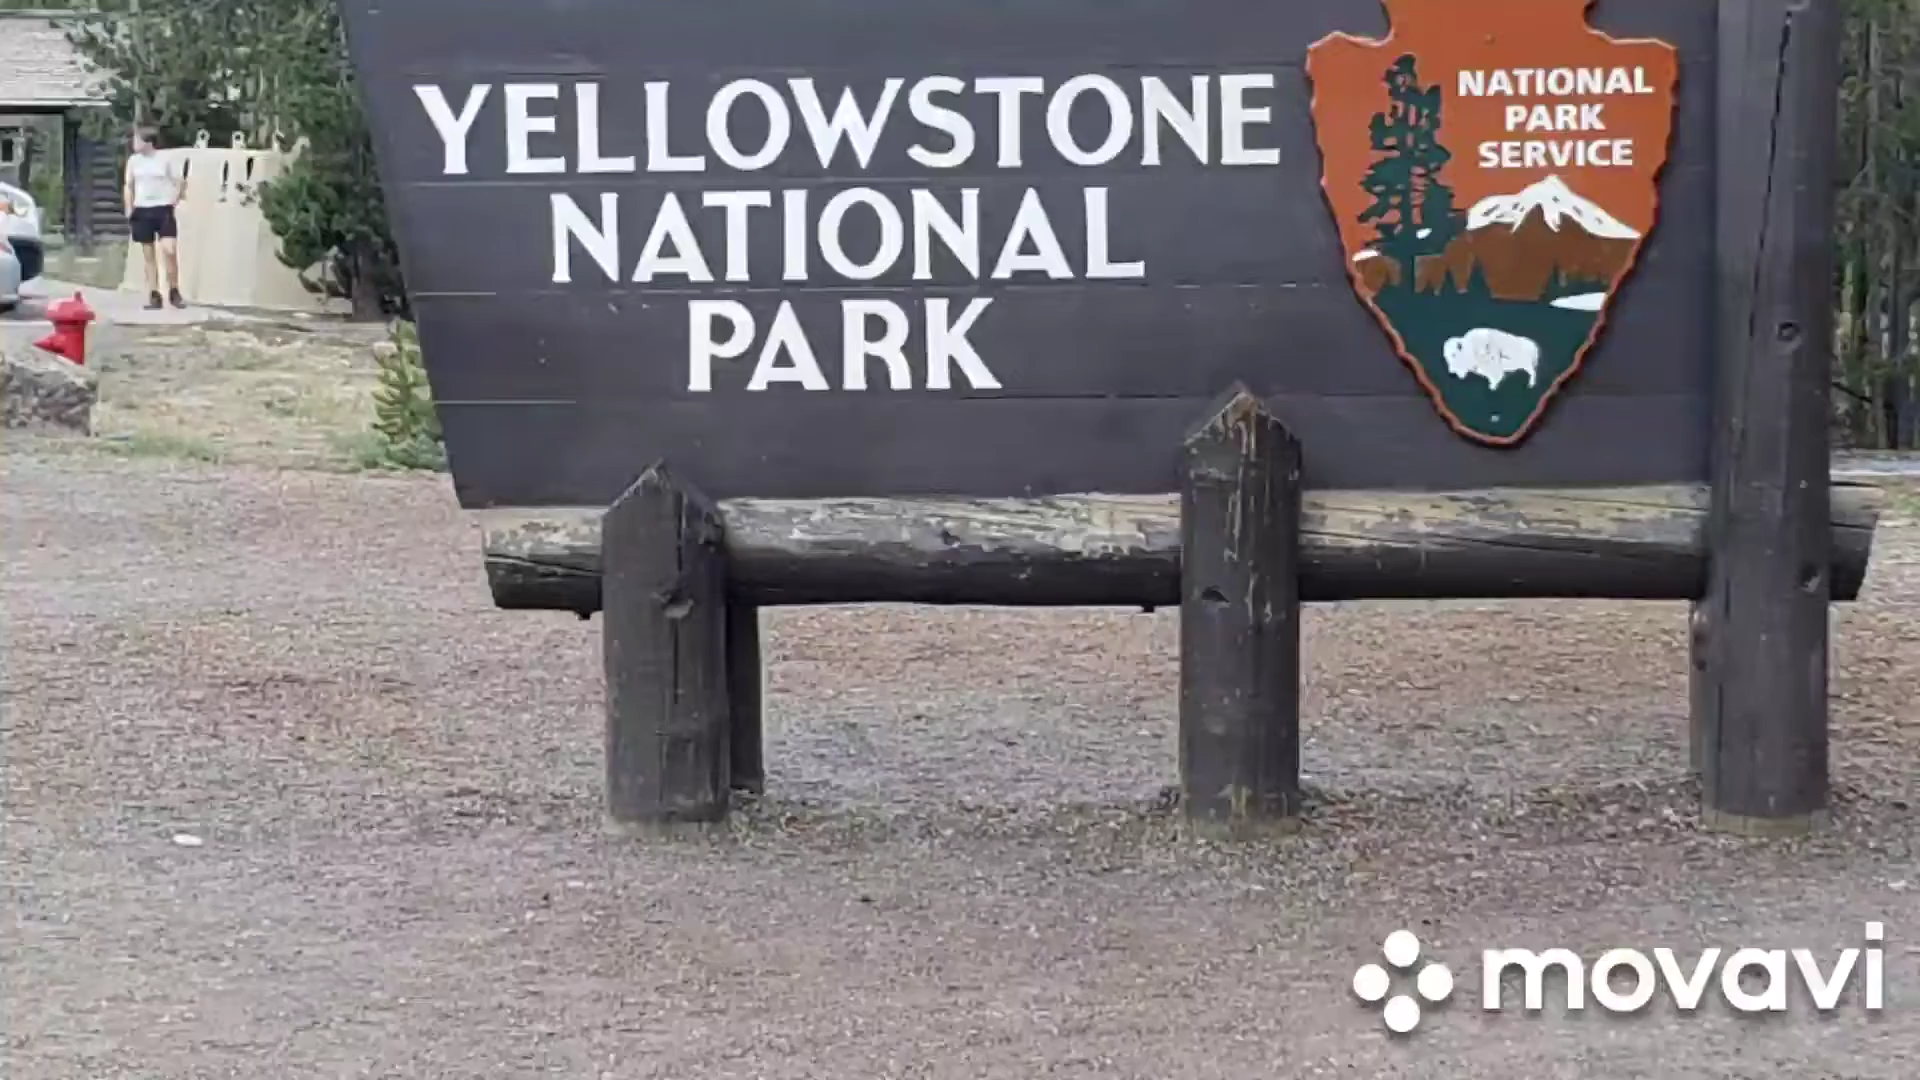 YELLOWSTONE
NATIONAL
PARK
NATIONAL
PARK
SERVICE
movavi